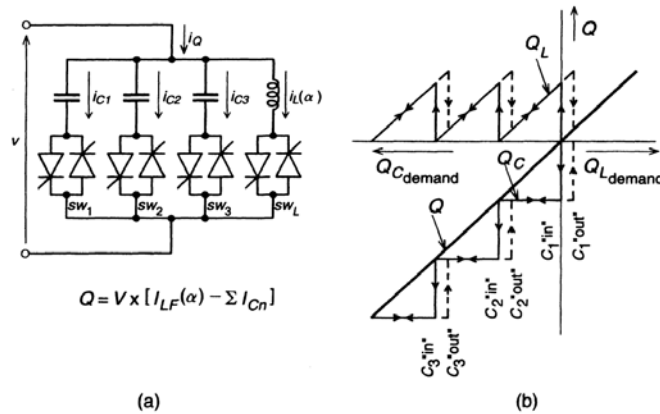 i_Q
i_C1
i_C2
i_C3
i_L(α)
v
sw_1
sw_2
sw_3
sw_L
Q = V x [ I_LF(α) – Σ I_Cn ]
(a)
Q
Q_L
Q_C demand
Q_C
Q_L demand
Q
C_1 "in"
C_1 "out"
C_2 "in"
C_2 "out"
C_3 "in"
C_3 "out"
(b)